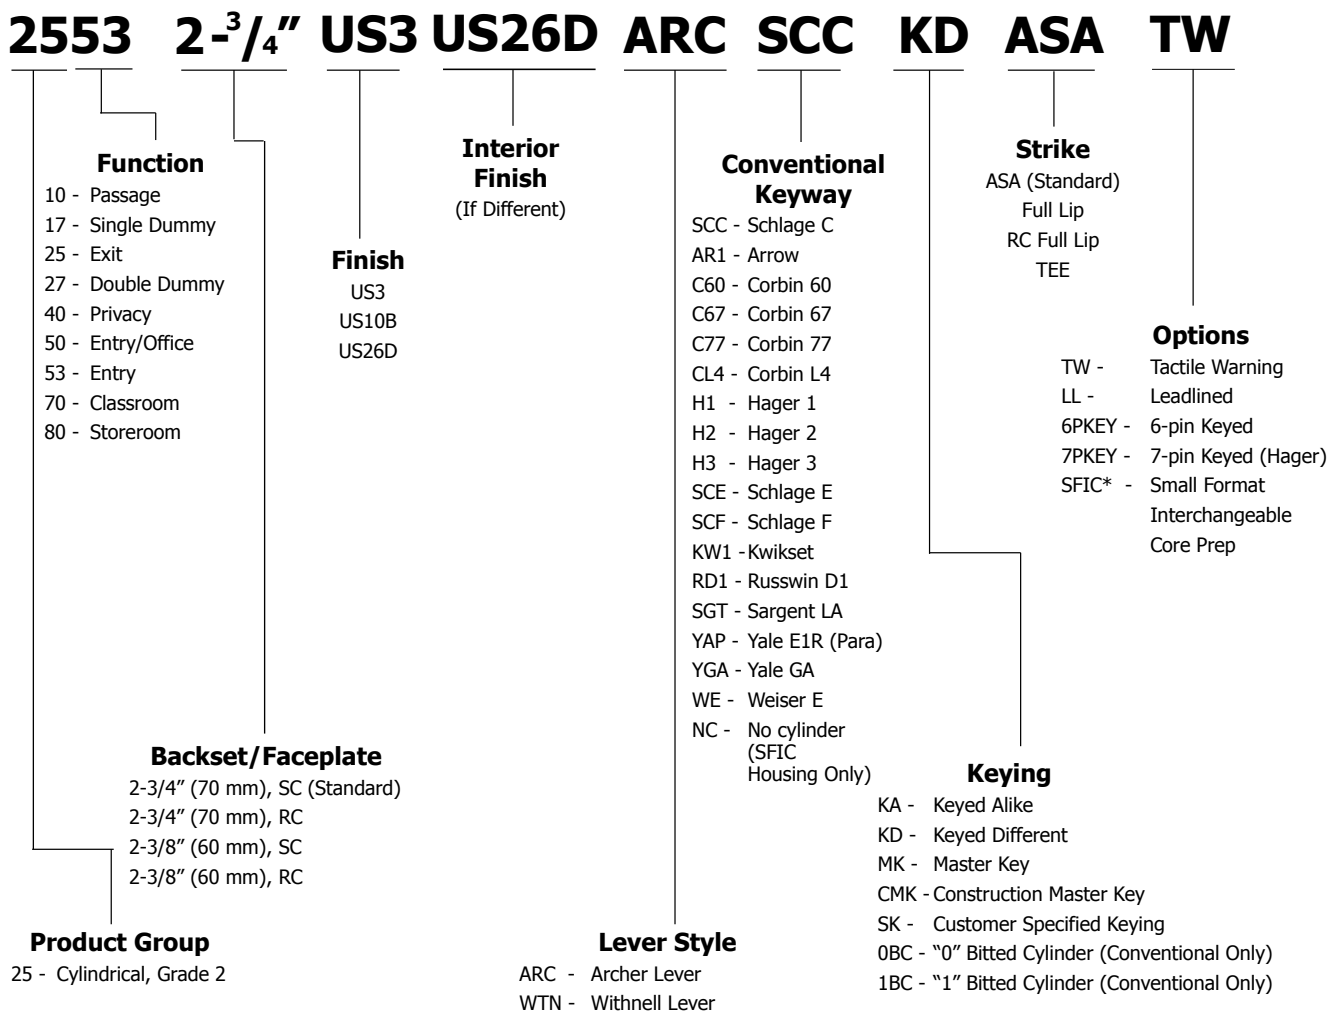 2553 2-3/4” US3 US26D ARC SCC KD ASA TW
Function
10 - Passage
17 - Single Dummy
25 - Exit
27 - Double Dummy
40 - Privacy
50 - Entry/Office
53 - Entry
70 - Classroom
80 - Storeroom
Backset/Faceplate
2-3/4” (70 mm), SC (Standard)
2-3/4” (70 mm), RC
2-3/8” (60 mm), SC
2-3/8” (60 mm), RC
Product Group
25 - Cylindrical, Grade 2
Finish
US3
US10B
US26D
Interior
Finish
(If Different)
Lever Style
ARC - Archer Lever
WTN - Withnell Lever
Conventional
Keyway
SCC - Schlage C
AR1 - Arrow
C60 - Corbin 60
C67 - Corbin 67
C77 - Corbin 77
CL4 - Corbin L4
H1 - Hager 1
H2 - Hager 2
H3 - Hager 3
SCE - Schlage E
SCF - Schlage F
KW1 - Kwikset
RD1 - Russwin D1
SGT - Sargent LA
YAP - Yale E1R (Para)
YGA - Yale GA
WE - Weiser E
NC - No cylinder
(SFIC
Housing Only)
Keying
KA - Keyed Alike
KD - Keyed Different
MK - Master Key
CMK - Construction Master Key
SK - Customer Specified Keying
0BC - “0” Bitted Cylinder (Conventional Only)
1BC - “1” Bitted Cylinder (Conventional Only)
Strike
ASA (Standard)
Full Lip
RC Full Lip
TEE
Options
TW - Tactile Warning
LL - Leadlined
6PKEY - 6-pin Keyed
7PKEY - 7-pin Keyed (Hager)
SFIC* - Small Format
Interchangeable
Core Prep